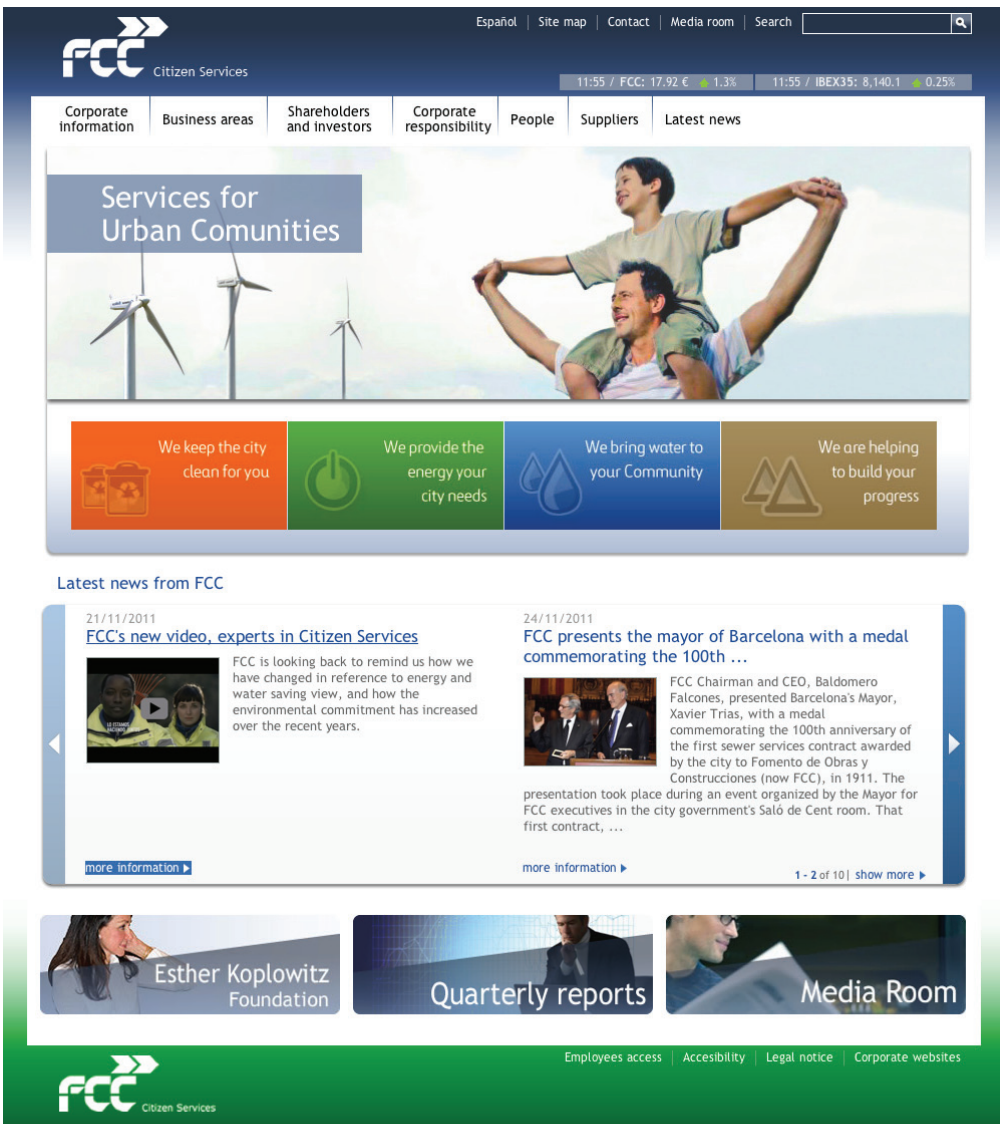 Español | Site map | Contact | Media room | Search
FCC Citizen Services
11:55 / FCC: 17.92 € 1.3% 11:55 / IBEX35: 8,140.1 0.25%
Corporate information
Business areas
Shareholders and investors
Corporate responsibility
People
Suppliers
Latest news
Services for
Urban Comunities
We keep the city
clean for you
We provide the
energy your
city needs
We bring water to
your Community
We are helping
to build your
progress
Latest news from FCC
21/11/2011
FCC's new video, experts in Citizen Services
FCC is looking back to remind us how we
have changed in reference to energy and
water saving view, and how the
environmental commitment has increased
over the recent years.
more information
24/11/2011
FCC presents the mayor of Barcelona with a medal
commemorating the 100th ...
FCC Chairman and CEO, Baldomero
Falcones, presented Barcelona's Mayor,
Xavier Trias, with a medal
commemorating the 100th anniversary of
the first sewer services contract awarded
by the city to Fomento de Obras y
Construcciones (now FCC), in 1911. The
presentation took place during an event organized by the Mayor for
FCC executives in the city government's Saló de Cent room. That
first contract, ...
more information
1 - 2 of 10| show more
Esther Koplowitz
Foundation
Quarterly reports
Media Room
Employees access | Accesibility | Legal notice | Corporate websites
FCC Citizen Services